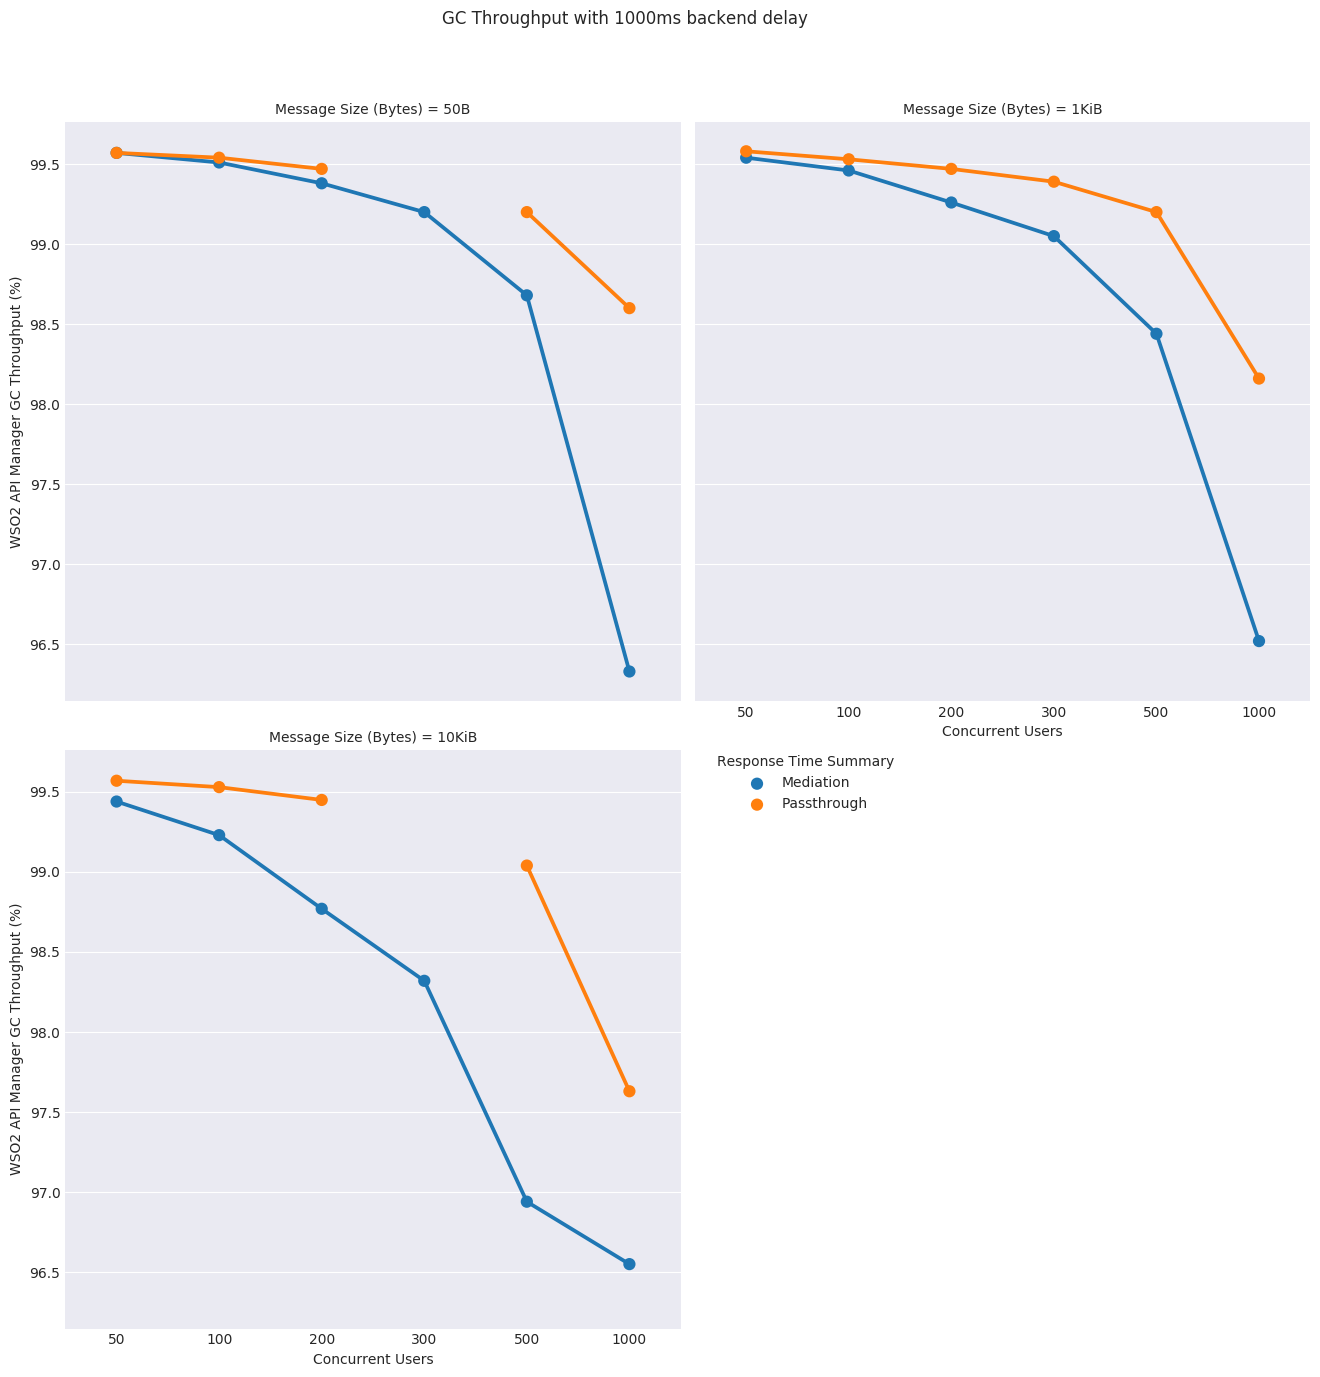 GC Throughput with 1000ms backend delay
Message Size (Bytes) = 50B
WSO2 API Manager GC Throughput (%)
99.5
99.0
98.5
98.0
97.5
97.0
96.5
Message Size (Bytes) = 1KiB
50 100 200 300 500 1000
Concurrent Users
Message Size (Bytes) = 10KiB
WSO2 API Manager GC Throughput (%)
99.5
99.0
98.5
98.0
97.5
97.0
96.5
50 100 200 300 500 1000
Concurrent Users
Response Time Summary
Mediation
Passthrough